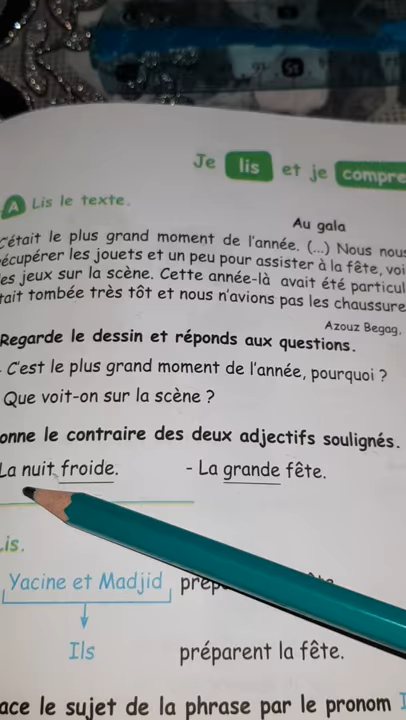 Je lis et je compre
A Lis le texte.
Au gala
C'était le plus grand moment de l'année. (...) Nous nous
écupérer les jouets et un peu pour assister à la fête, voi
es jeux sur la scène. Cette année-là avait été particul
tait tombée très tôt et nous n'avions pas les chaussure
Azouz Begag,
Regarde le dessin et réponds aux questions.
- C'est le plus grand moment de l'année, pourquoi ?
Que voit-on sur la scène ?
onne le contraire des deux adjectifs soulignés.
La nuit froide. - La grande fête.
Lis.
Yacine et Madjid prép
Ils préparent la fête.
ace le sujet de la phrase par le pronom I